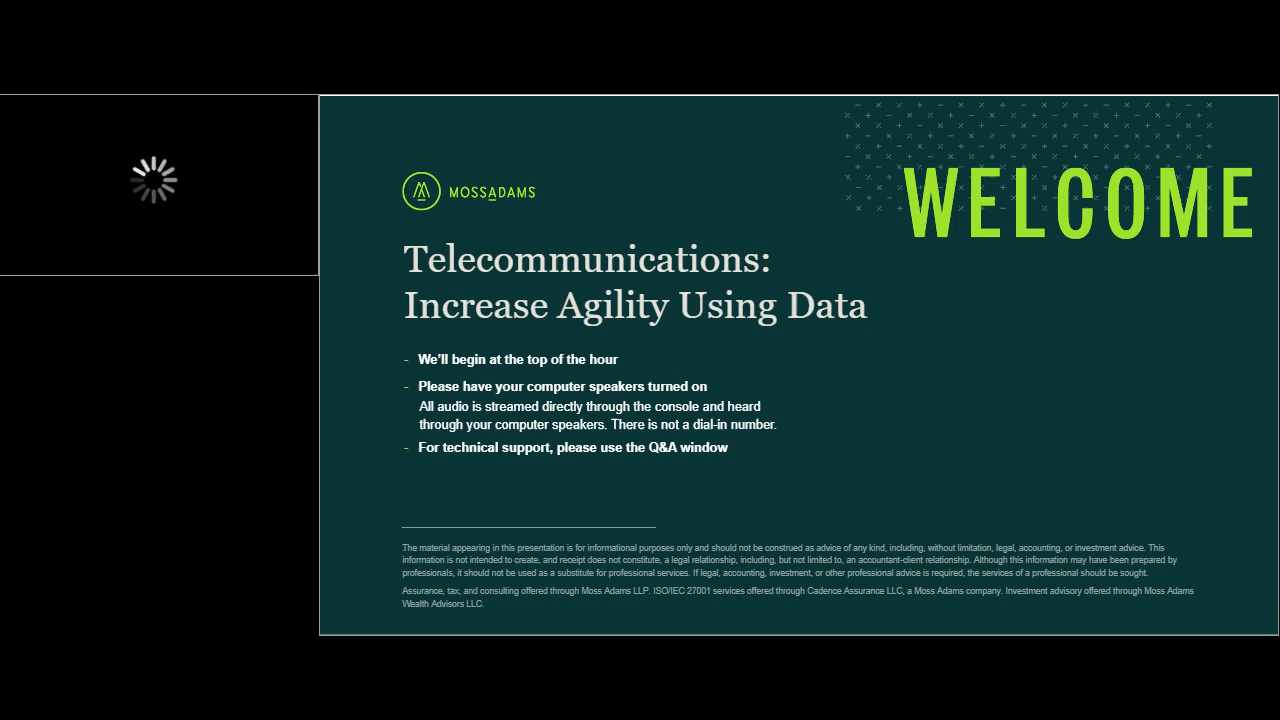 WELCOME
MOSSADAMS
Telecommunications:
Increase Agility Using Data
- We'll begin at the top of the hour
- Please have your computer speakers turned on
All audio is streamed directly through the console and heard
through your computer speakers. There is not a dial-in number.
- For technical support, please use the Q&A window
The material appearing in this presentation is for informational purposes only and should not be construed as advice of any kind, including, without limitation, legal, accounting, or investment advice. This
information is not intended to create, and receipt does not constitute, a legal relationship, including, but not limited to, an accountant-client relationship. Although this information may have been prepared by
professionals, it should not be used as a substitute for professional services. If legal, accounting, investment, or other professional advice is required, the services of a professional should be sought.
Assurance, tax, and consulting offered through Moss Adams LLP. ISO/IEC 27001 services offered through Cadence Assurance LLC, a Moss Adams company. Investment advisory offered through Moss Adams
Wealth Advisors LLC.